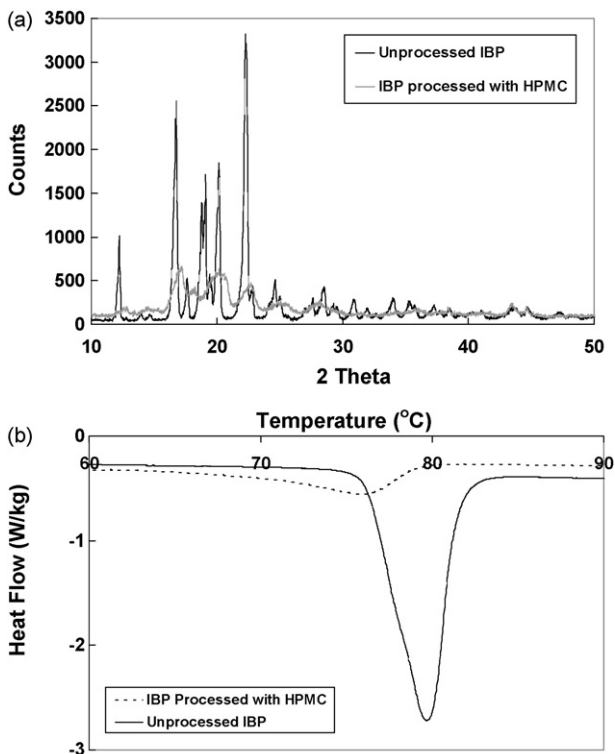 (a)
3500
3000
2500
2000
1500
1000
500
0
Counts
Unprocessed IBP
IBP processed with HPMC
10 20 30 40 50
2 Theta
(b)
Temperature (°C)
0
-1
-2
-3
60 70 80 90
Heat Flow (W/kg)
IBP Processed with HPMC
Unprocessed IBP